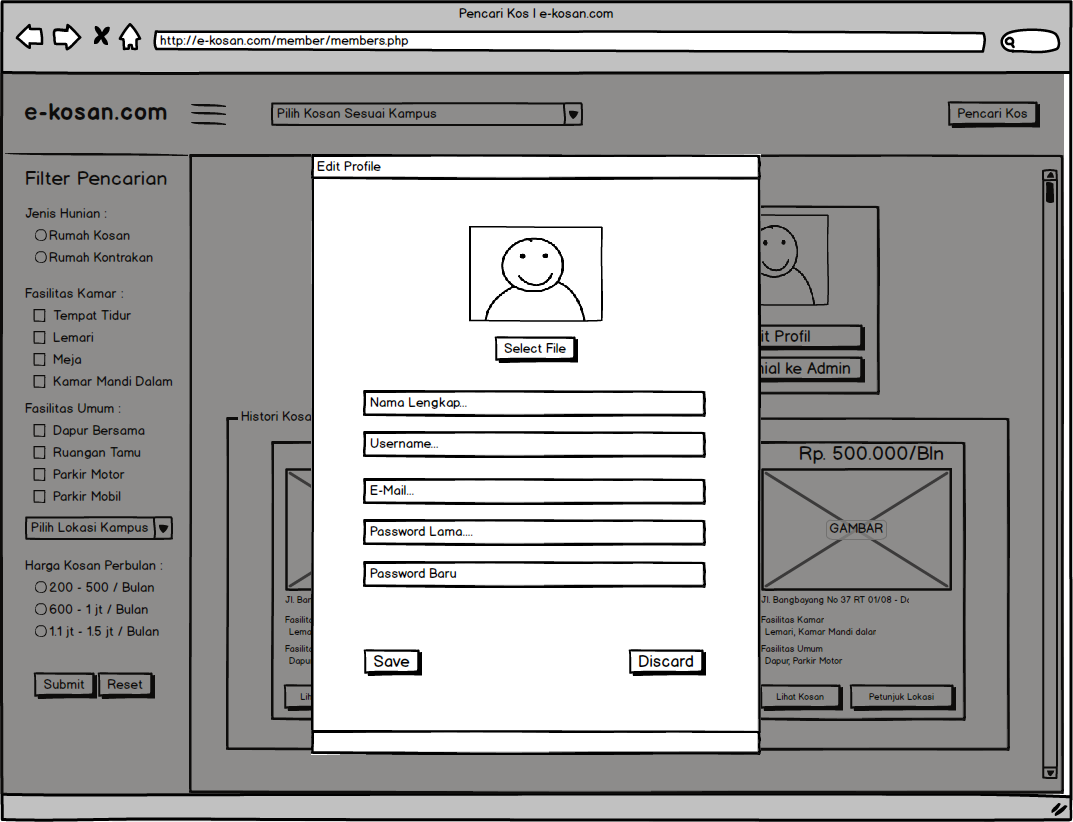 Pencari Kos | e-kosan.com
http://e-kosan.com/member/members.php
e-kosan.com
Pilih Kosan Sesuai Kampus
Pencari Kos
Filter Pencarian
Jenis Hunian :
Rumah Kosan
Rumah Kontrakan
Fasilitas Kamar :
Tempat Tidur
Lemari
Meja
Kamar Mandi Dalam
Fasilitas Umum :
Dapur Bersama
Ruangan Tamu
Parkir Motor
Parkir Mobil
Pilih Lokasi Kampus
Harga Kosan Perbulan :
200 - 500 / Bulan
600 - 1 jt / Bulan
1.1 jt - 1.5 jt / Bulan
Submit
Reset
Edit Profile
Select File
Nama Lengkap...
Username...
E-Mail...
Password Lama....
Password Baru
Save
Discard
it Profil
nial ke Admin
Histori Kosa
Jl. Ban
Fasilita
Lema
Fasilita
Dapu
Lih
Rp. 500.000/Bln
GAMBAR
Jl. Bangbayang No 37 RT 01/08 - Da
Fasilitas Kamar
Lemari, Kamar Mandi dalar
Fasilitas Umum
Dapur, Parkir Motor
Lihat Kosan
Petunjuk Lokasi